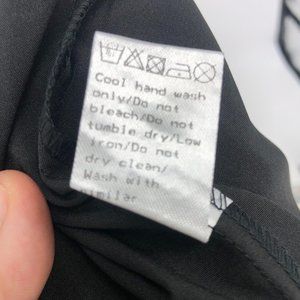 Cool hand wash
only/Do not
bleach/Do not
tumble dry/Low
iron/Do not
dry clean/
Wash with
similar